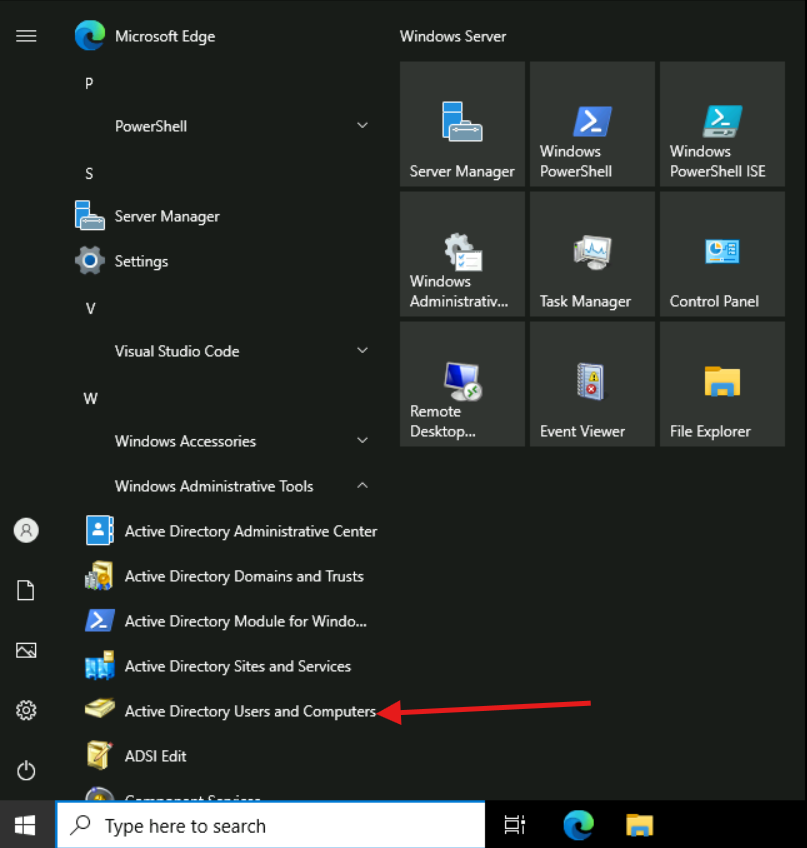 Microsoft Edge
P
PowerShell
S
Server Manager
Settings
V
Visual Studio Code
W
Windows Accessories
Windows Administrative Tools
Active Directory Administrative Center
Active Directory Domains and Trusts
Active Directory Module for Windo...
Active Directory Sites and Services
Active Directory Users and Computers
ADSI Edit
Component Services
Windows Server
Server Manager
Windows
PowerShell
Windows
PowerShell ISE
Windows
Administrativ...
Task Manager
Control Panel
Remote
Desktop...
Event Viewer
File Explorer
Type here to search